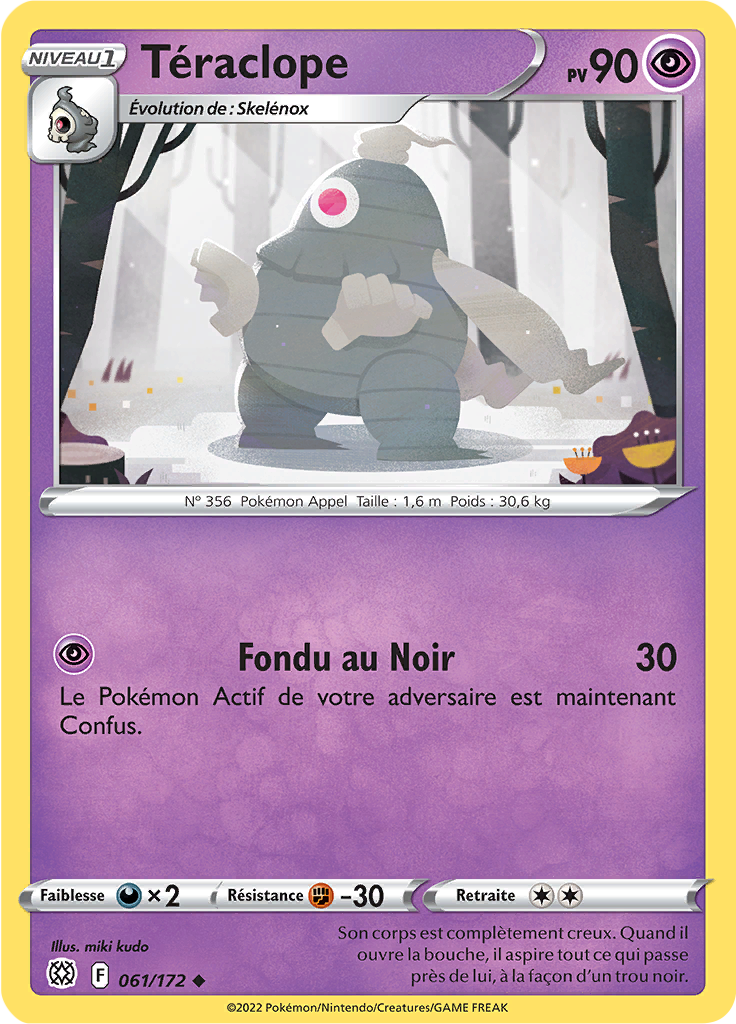 NIVEAU 1
Téraclope
PV 90
Évolution de : Skelénox
N° 356 Pokémon Appel Taille : 1,6 m Poids : 30,6 kg
Fondu au Noir 30
Le Pokémon Actif de votre adversaire est maintenant
Confus.
Faiblesse ×2 Résistance -30 Retraite
Illus. miki kudo
F 061/172
Son corps est complètement creux. Quand il
ouvre la bouche, il aspire tout ce qui passe
près de lui, à la façon d'un trou noir.
©2022 Pokémon/Nintendo/Creatures/GAME FREAK